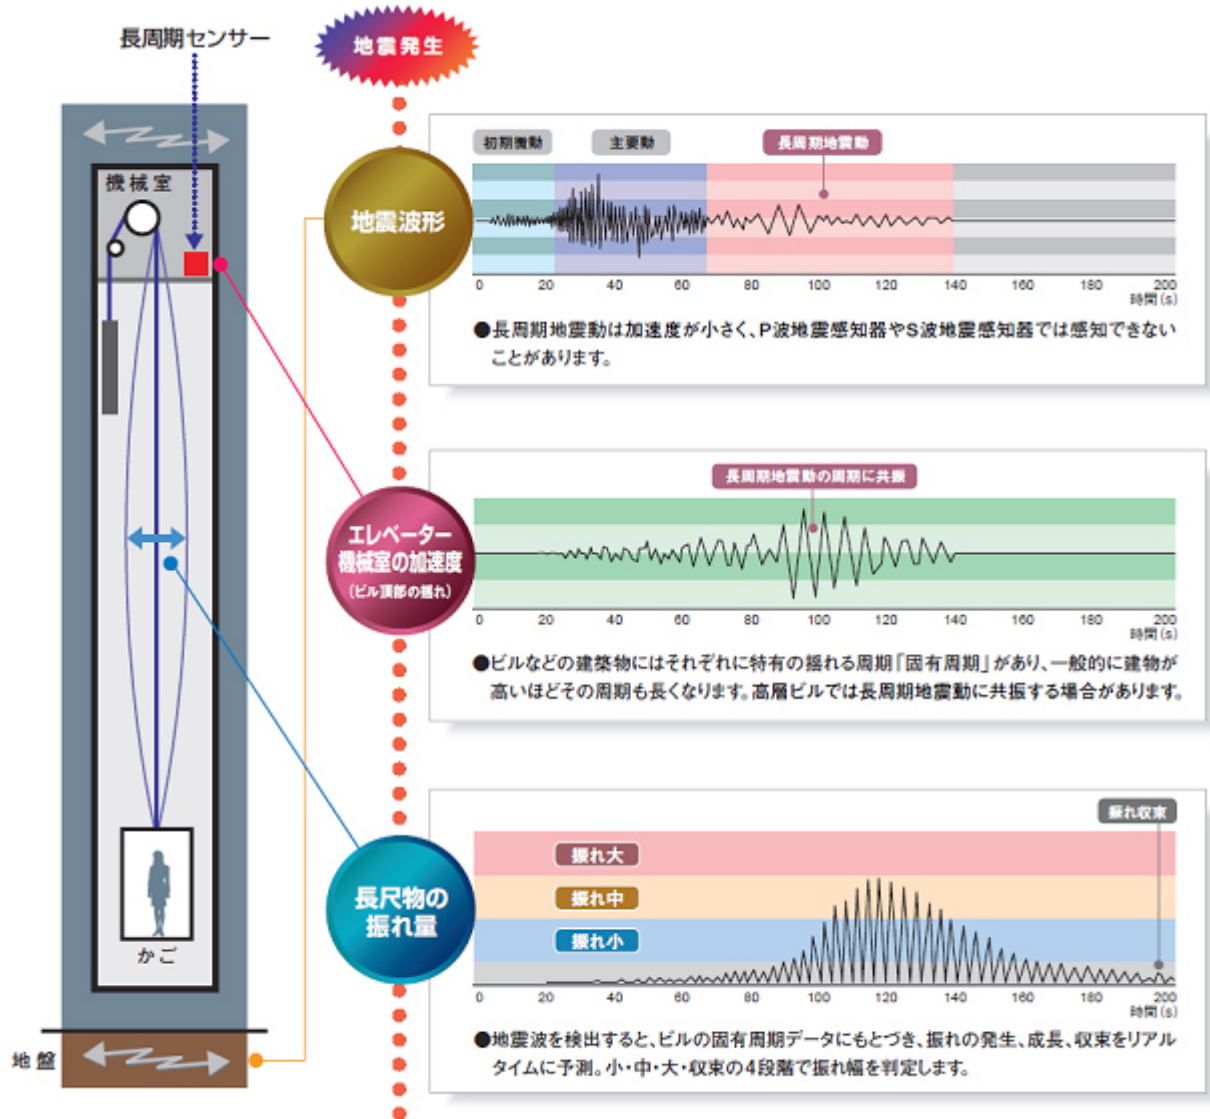 長周期センサー
地震発生
機械室
かご
地盤
地震波形
初期微動
主要動
長周期地震動
0 20 40 60 80 100 120 140 160 180 200
時間(s)
●長周期地震動は加速度が小さく、P波地震感知器やS波地震感知器では感知できない
ことがあります。
エレベーター
機械室の加速度
(ビル頂部の揺れ)
長周期地震動の周期に共振
0 20 40 60 80 100 120 140 160 180 200
時間(s)
●ビルなどの建築物にはそれぞれに特有の揺れる周期「固有周期」があり、一般的に建物が
高いほどその周期も長くなります。高層ビルでは長周期地震動に共振する場合があります。
長尺物の
振れ量
振れ収束
振れ大
振れ中
振れ小
0 20 40 60 80 100 120 140 160 180 200
時間(s)
●地震波を検出すると、ビルの固有周期データにもとづき、振れの発生、成長、収束をリアル
タイムに予測。小・中・大・収束の4段階で振れ幅を判定します。